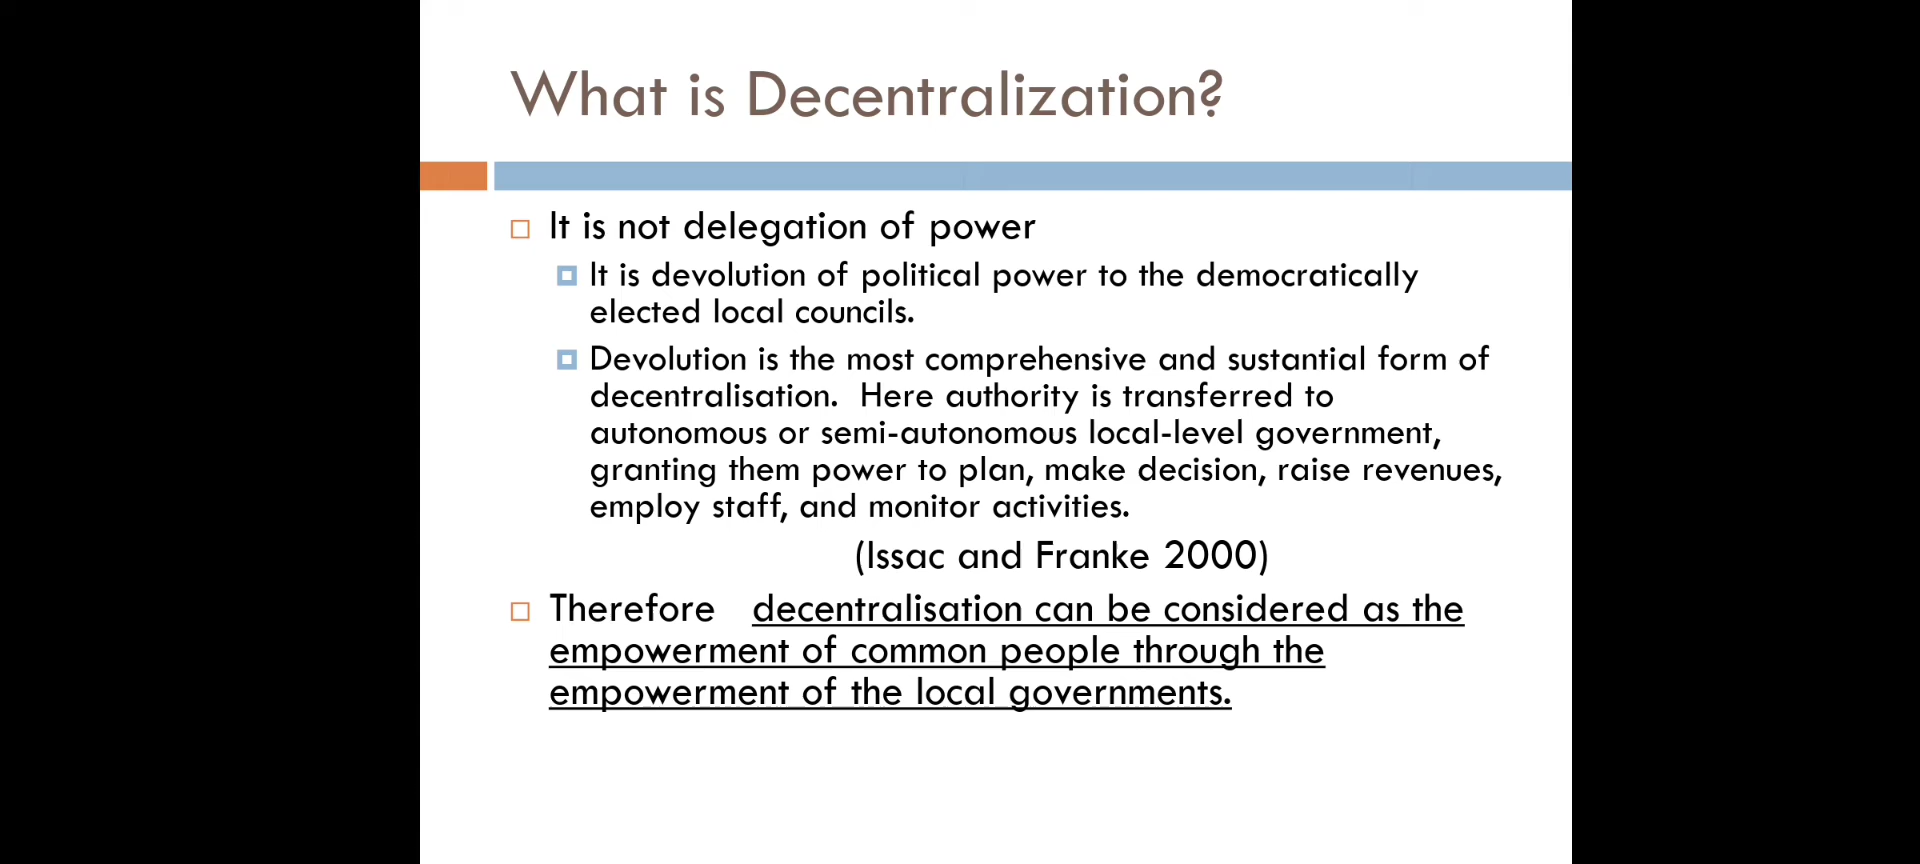 What is Decentralization?
It is not delegation of power
It is devolution of political power to the democratically
elected local councils.
Devolution is the most comprehensive and sustantial form of
decentralisation.  Here authority is transferred to
autonomous or semi-autonomous local-level government,
granting them power to plan, make decision, raise revenues,
employ staff, and monitor activities.
(Issac and Franke 2000)
Therefore   decentralisation can be considered as the
empowerment of common people through the
empowerment of the local governments.